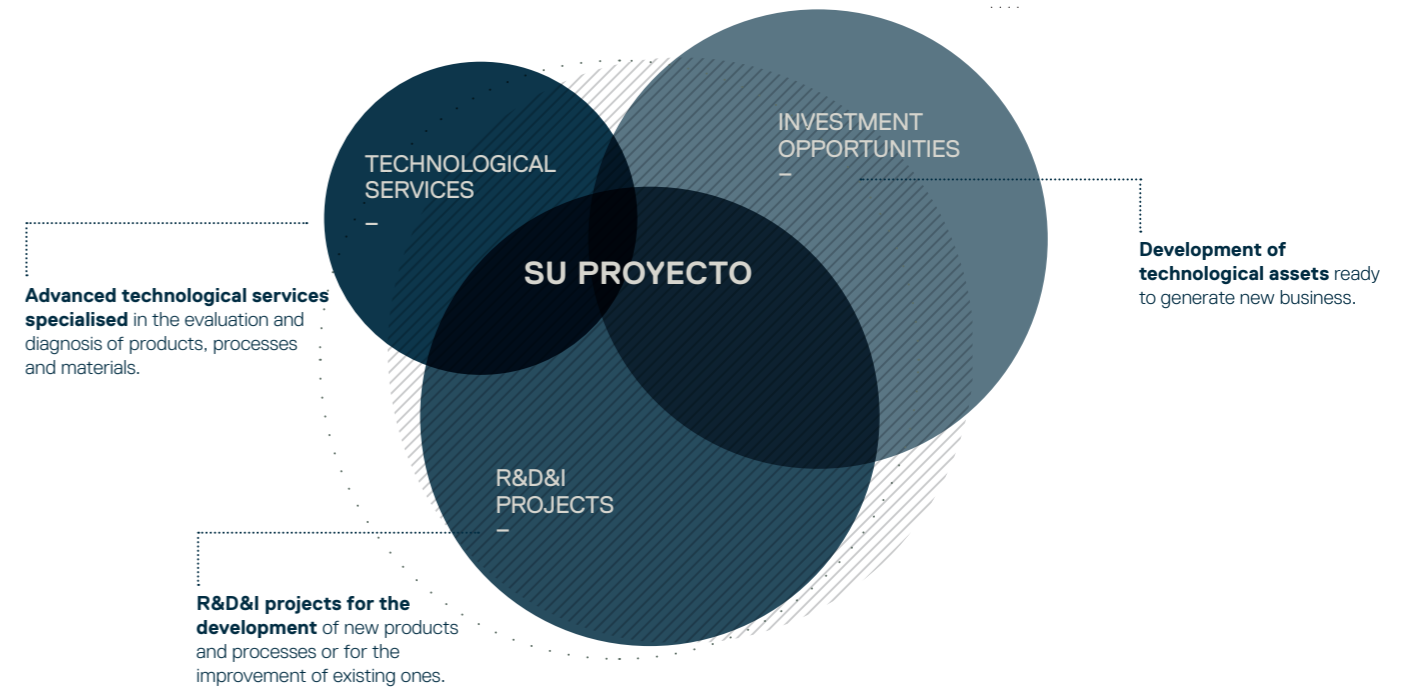 TECHNOLOGICAL
SERVICES
–
INVESTMENT
OPPORTUNITIES
–
SU PROYECTO
R&D&I
PROJECTS
–
Advanced technological services
specialised in the evaluation and
diagnosis of products, processes
and materials.
Development of
technological assets ready
to generate new business.
R&D&I projects for the
development of new products
and processes or for the
improvement of existing ones.